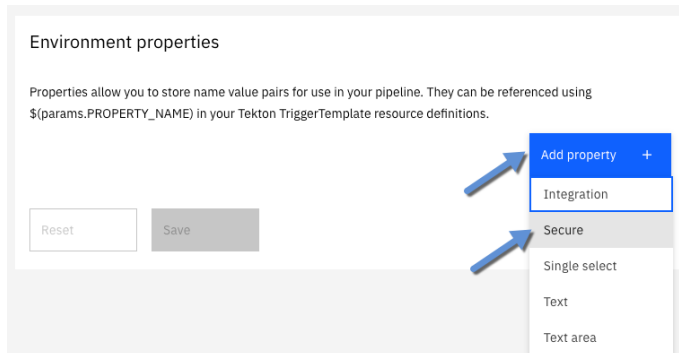 Environment properties
Properties allow you to store name value pairs for use in your pipeline. They can be referenced using
$(params.PROPERTY_NAME) in your Tekton TriggerTemplate resource definitions.
Add property +
Integration
Secure
Single select
Text
Text area
Reset
Save